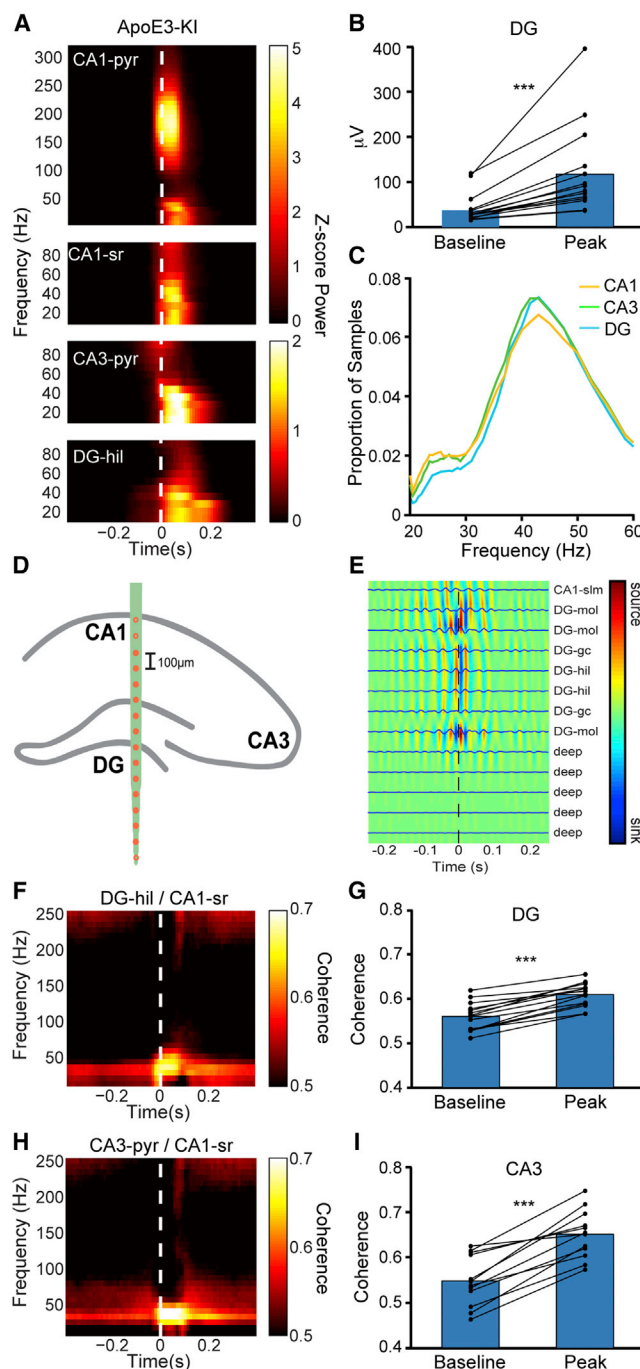 A
ApoE3-KI
CA1-pyr
300
250
200
150
100
50
CA1-sr
80
60
40
20
CA3-pyr
80
60
40
20
DG-hil
80
60
40
20
Frequency (Hz)
−0.2 0 0.2
Time(s)
5
4
3
2
1
0
2
1
0
Z-score Power
B
DG
***
µV
400
300
200
100
0
Baseline Peak
C
CA1
CA3
DG
Proportion of Samples
0.08
0.06
0.04
0.02
0
20 30 40 50 60
Frequency (Hz)
D
CA1
100µm
CA3
DG
E
CA1-slm
DG-mol
DG-mol
DG-gc
DG-hil
DG-hil
DG-gc
DG-mol
deep
deep
deep
deep
deep
-0.2 -0.1 0 0.1 0.2
Time (s)
source
sink
F
DG-hil / CA1-sr
Frequency (Hz)
250
200
150
100
50
−0.2 0 0.2
Time(s)
0.7
0.6
0.5
Coherence
G
DG
***
Coherence
0.8
0.7
0.6
0.5
0.4
Baseline Peak
H
CA3-pyr / CA1-sr
Frequency (Hz)
250
200
150
100
50
−0.2 0 0.2
Time(s)
0.7
0.6
0.5
Coherence
I
CA3
***
Coherence
0.8
0.7
0.6
0.5
0.4
Baseline Peak